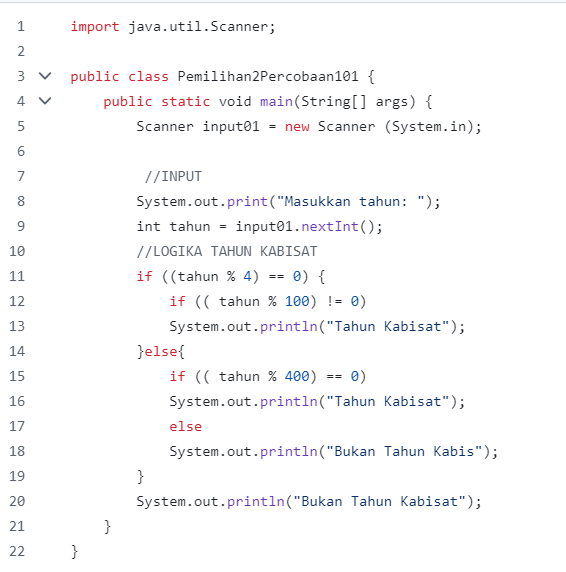 1 import java.util.Scanner;
2
3 public class Pemilihan2Percobaan101 {
4     public static void main(String[] args) {
5         Scanner input01 = new Scanner (System.in);
6
7          //INPUT
8         System.out.print("Masukkan tahun: ");
9         int tahun = input01.nextInt();
10         //LOGIKA TAHUN KABISAT
11         if ((tahun % 4) == 0) {
12             if (( tahun % 100) != 0)
13             System.out.println("Tahun Kabisat");
14         }else{
15             if (( tahun % 400) == 0)
16             System.out.println("Tahun Kabisat");
17             else
18             System.out.println("Bukan Tahun Kabis");
19         }
20         System.out.println("Bukan Tahun Kabisat");
21     }
22 }